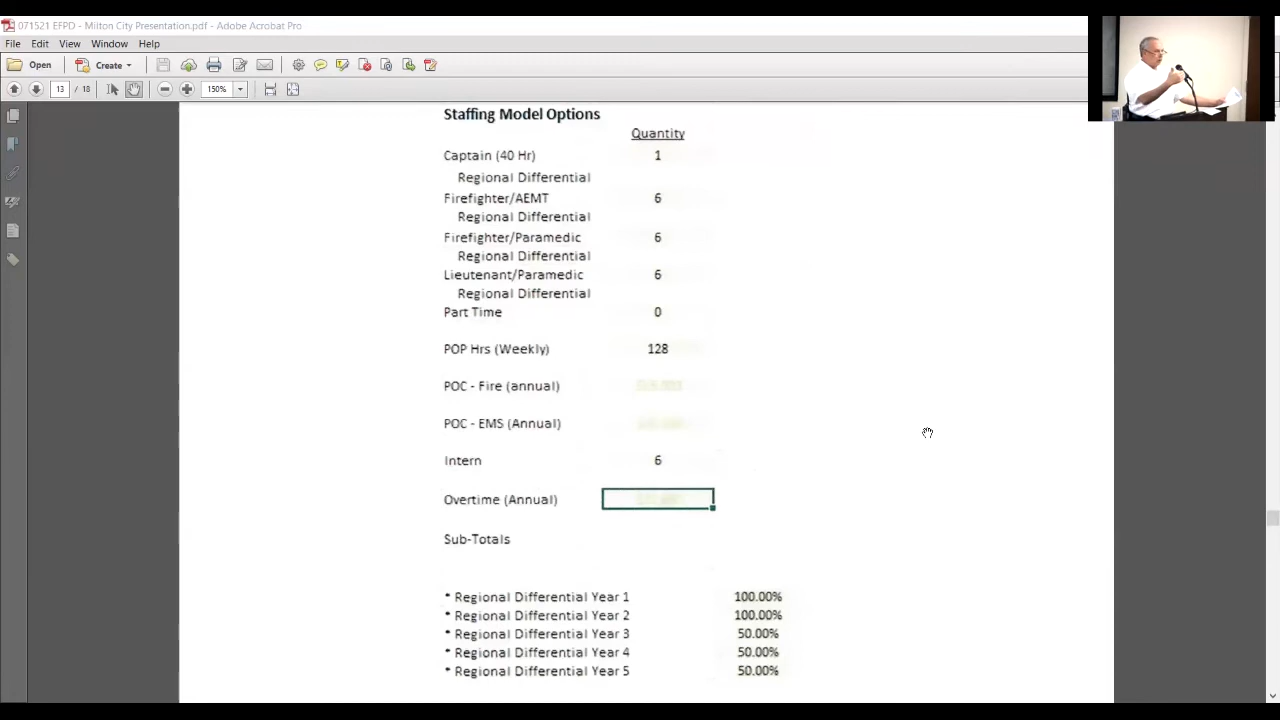 071521 EFPD - Milton City Presentation.pdf - Adobe Acrobat Pro
File Edit View Window Help
Open Create
13 / 18 150%
Staffing Model Options
Quantity
Captain (40 Hr) 1
Regional Differential
Firefighter/AEMT 6
Regional Differential
Firefighter/Paramedic 6
Regional Differential
Lieutenant/Paramedic 6
Regional Differential
Part Time 0
POP Hrs (Weekly) 128
POC - Fire (annual)
POC - EMS (Annual)
Intern 6
Overtime (Annual)
Sub-Totals
* Regional Differential Year 1 100.00%
* Regional Differential Year 2 100.00%
* Regional Differential Year 3 50.00%
* Regional Differential Year 4 50.00%
* Regional Differential Year 5 50.00%